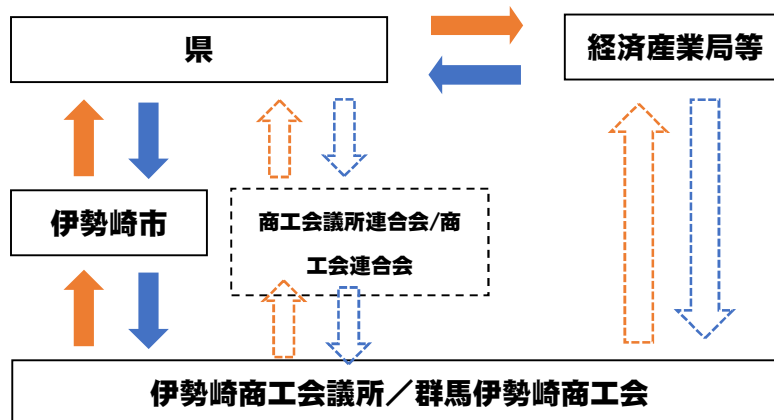 県
経済産業局等
伊勢崎市
商工会議所連合会/商
工会連合会
伊勢崎商工会議所／群馬伊勢崎商工会